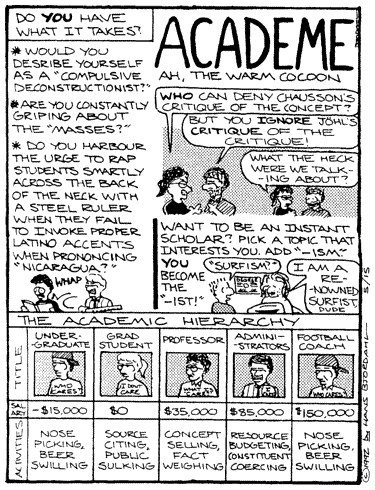 DO YOU HAVE
WHAT IT TAKES?
* WOULD YOU
DESRIBE YOURSELF
AS A "COMPULSIVE
DECONSTRUCTIONIST?"
* ARE YOU CONSTANTLY
GRIPING ABOUT
THE "MASSES?"
* DO YOU HARBOUR
THE URGE TO RAP
STUDENTS SMARTLY
ACROSS THE BACK
OF THE NECK WITH
A STEEL RULER
WHEN THEY FAIL
TO INVOKE PROPER
LATINO ACCENTS
WHEN PRONONCING
"NICARAGUA?"
WHAP
ACADEME
AH, THE WARM COCOON
WHO CAN DENY CHAUSSON'S
CRITIQUE OF THE CONCEPT?
BUT YOU IGNORE JÖHL'S
CRITIQUE OF THE
CRITIQUE!
WHAT THE HECK
WERE WE TALK-
ING ABOUT?
WANT TO BE AN INSTANT
SCHOLAR? PICK A TOPIC THAT
INTERESTS YOU. ADD "-ISM."
YOU
BECOME
THE
"-IST!"
"SURFISM?"
I AM A
RE-
NOWNED
SURFIST,
DUDE
5/15
THE ACADEMIC HIERARCHY
TITLE
UNDER-
GRADUATE
GRAD
STUDENT
PROFESSOR
ADMINI-
STRATORS
FOOTBALL
COACH
WHO
CARES?
I DON'T
CARE
WHO CARES?
SAL
ARY
-$15,000
$0
$35,000
$85,000
$150,000
ACTIVITIES
NOSE
PICKING,
BEER
SWILLING
SOURCE
CITING,
PUBLIC
SULKING
CONCEPT
SELLING,
FACT
WEIGHING
RESOURCE
BUDGETING,
CONSTITUENT
COERCING
NOSE
PICKING,
BEER
SWILLING
©1992 BY HANS BJORDAHL